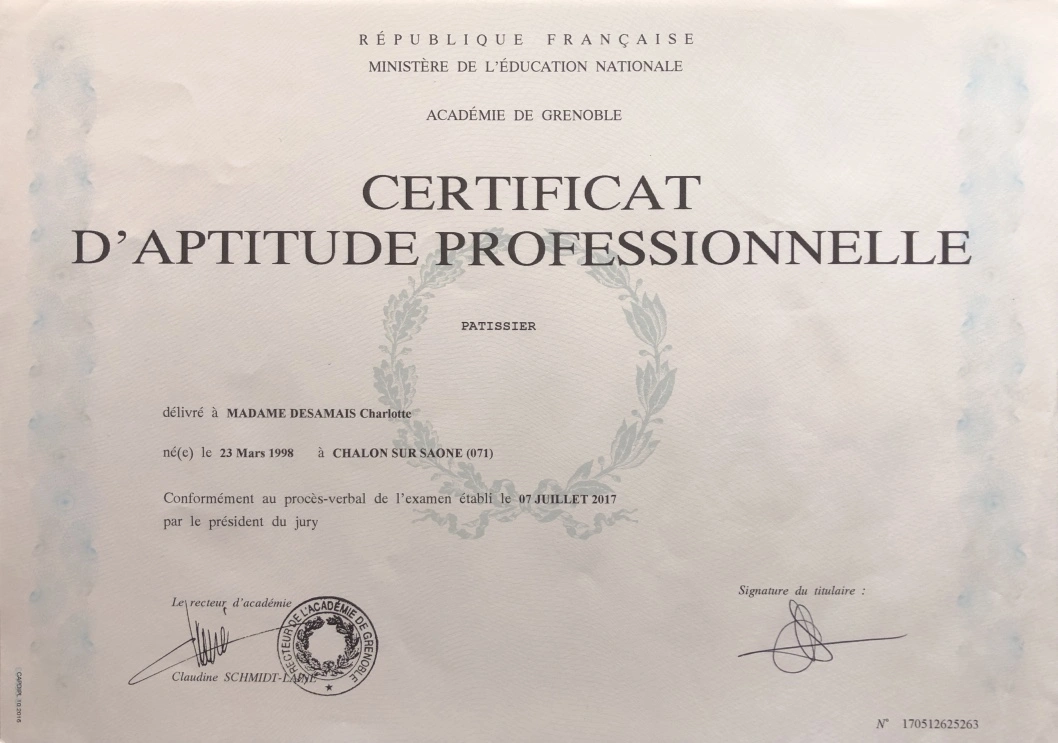 RÉPUBLIQUE FRANÇAISE
MINISTÈRE DE L'ÉDUCATION NATIONALE
ACADÉMIE DE GRENOBLE
CERTIFICAT
D'APTITUDE PROFESSIONNELLE
PATISSIER
délivré à MADAME DESAMAIS Charlotte
né(e) le 23 Mars 1998 à CHALON SUR SAONE (071)
Conformément au procès-verbal de l'examen établi le 07 JUILLET 2017
par le président du jury
Le recteur d'académie
RECTEUR DE L'ACADÉMIE DE GRENOBLE
Claudine SCHMIDT-LAINÉ
Signature du titulaire :
N° 170512625263